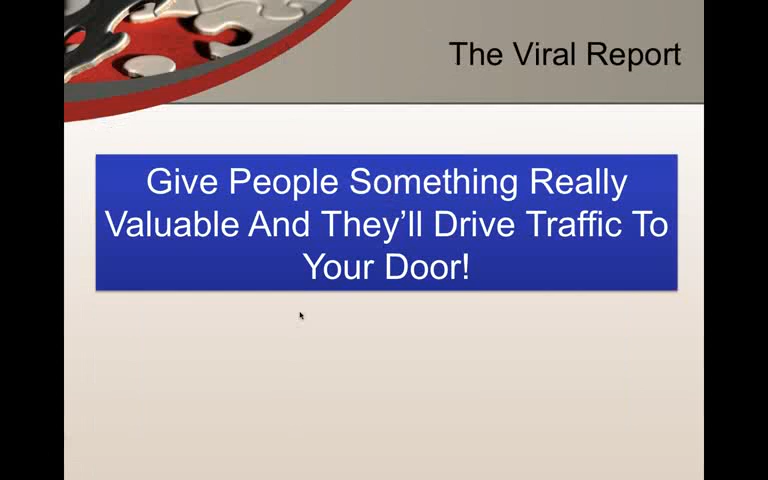 The Viral Report
Give People Something Really
Valuable And They’ll Drive Traffic To
Your Door!